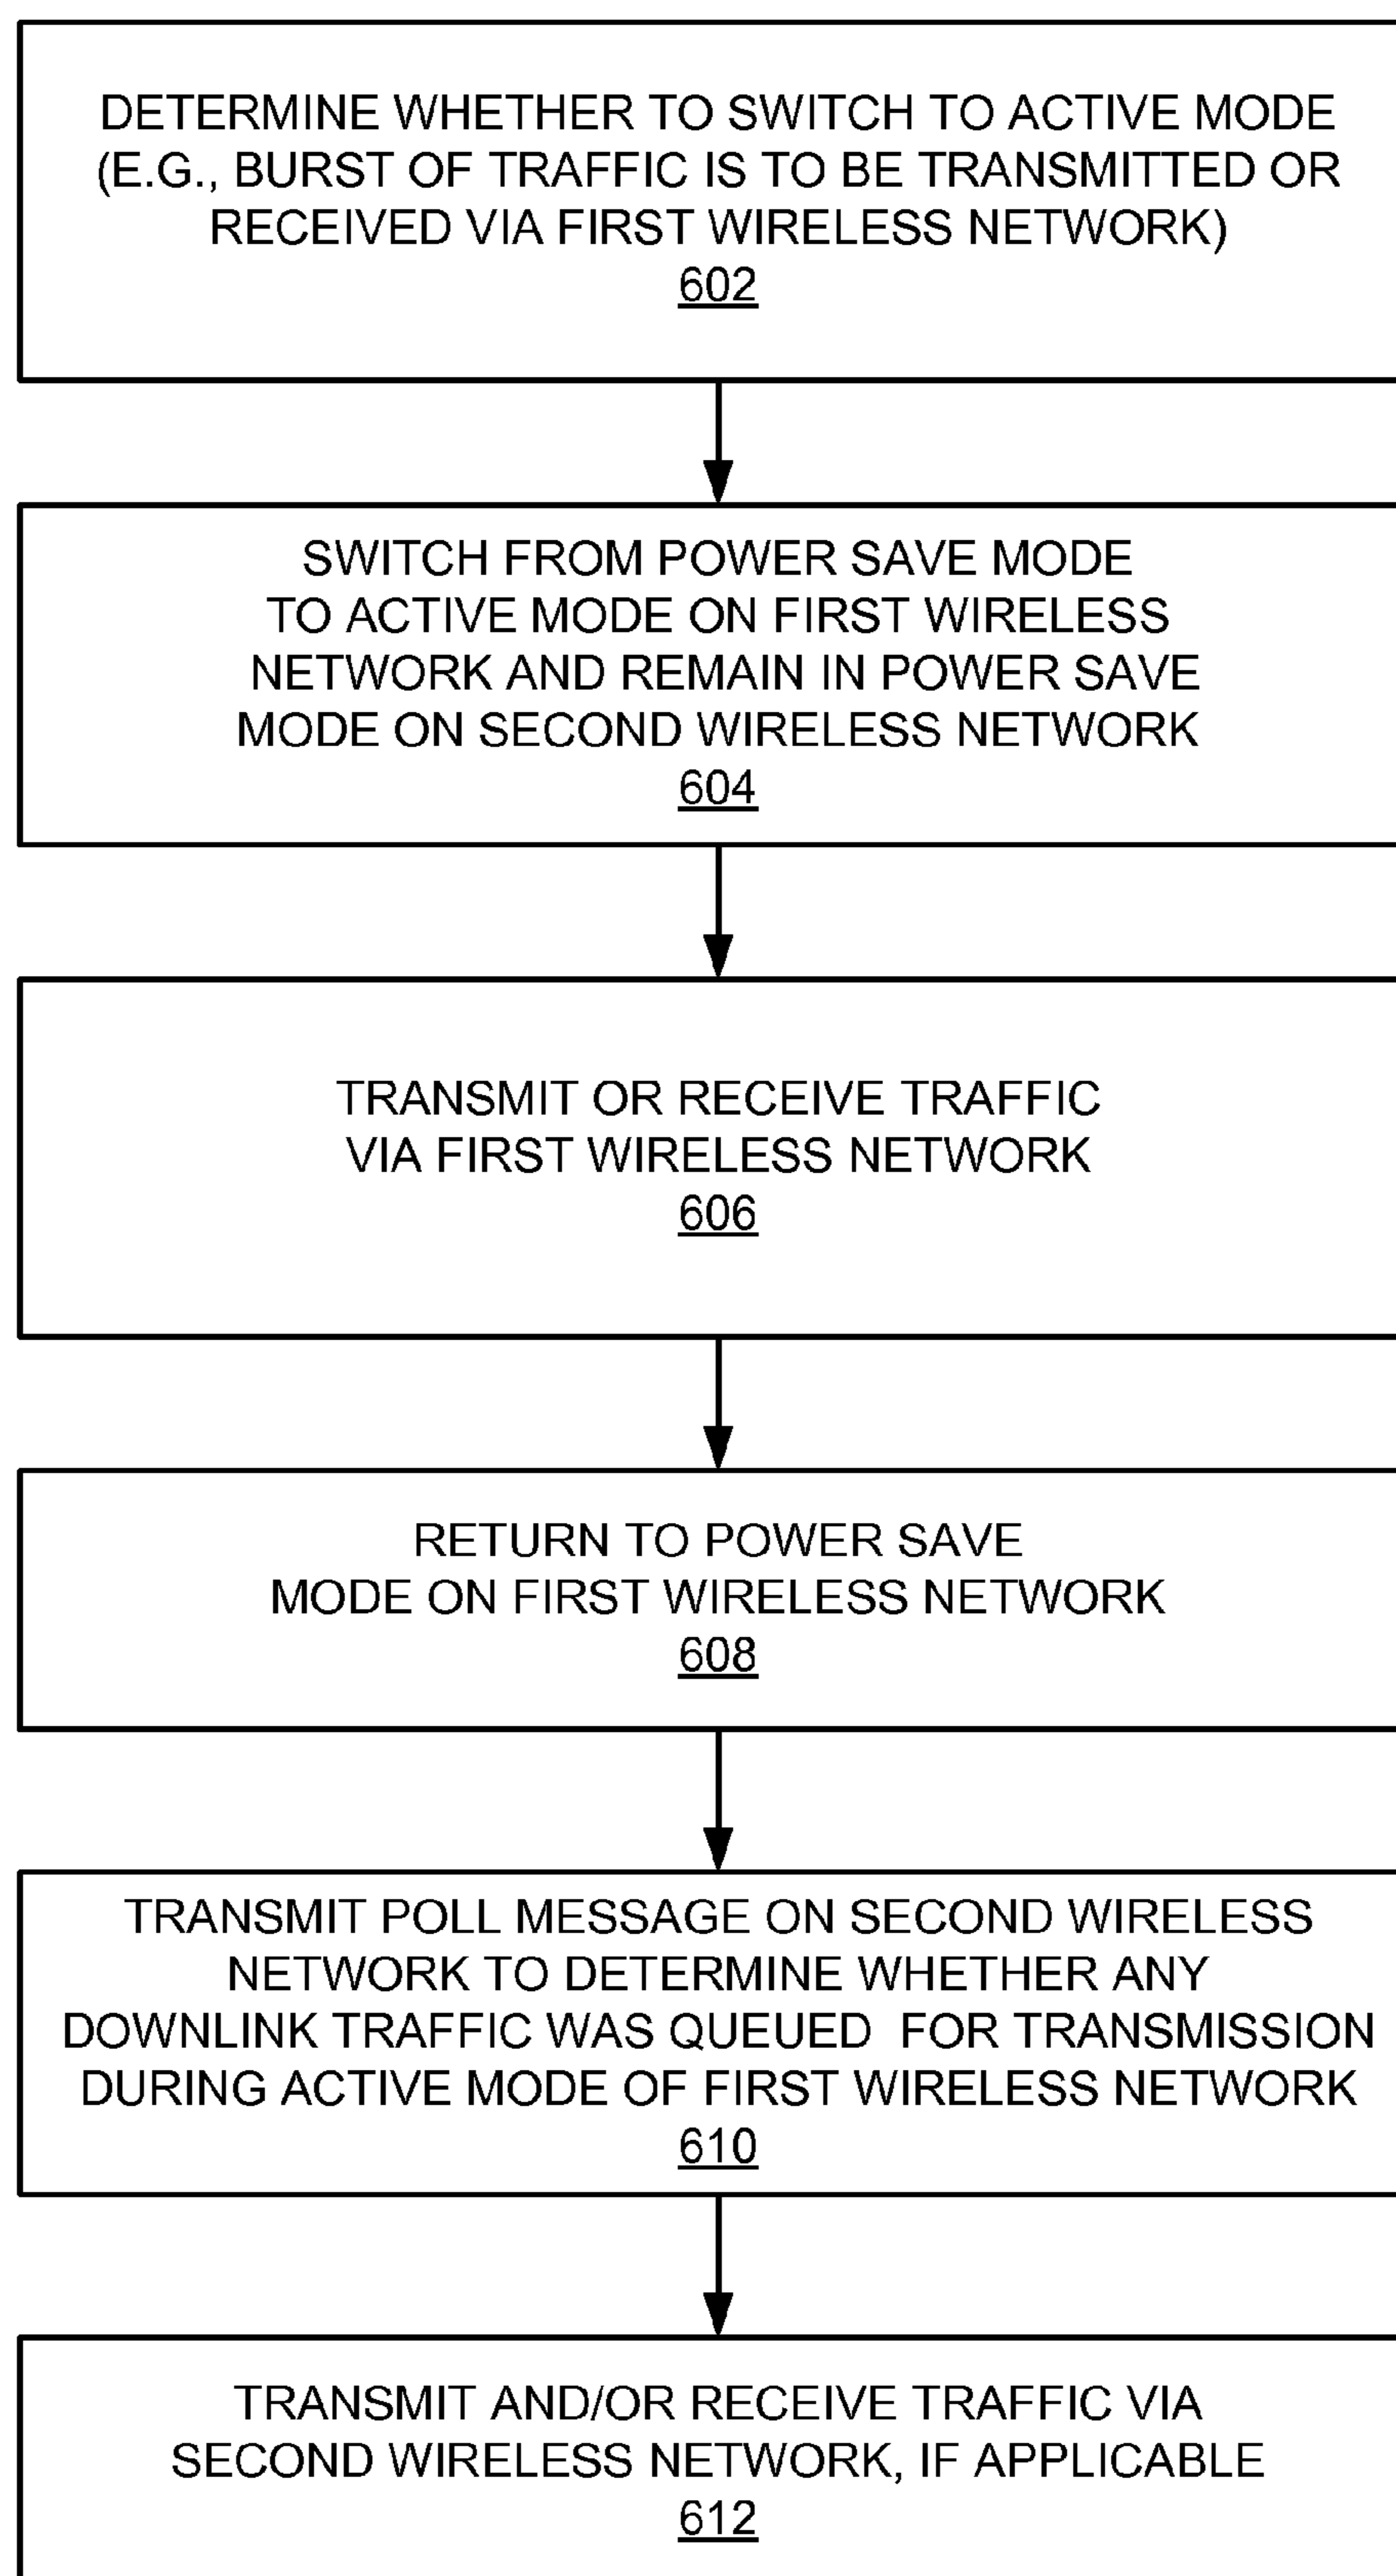 DETERMINE WHETHER TO SWITCH TO ACTIVE MODE
(E.G., BURST OF TRAFFIC IS TO BE TRANSMITTED OR
RECEIVED VIA FIRST WIRELESS NETWORK)
602
SWITCH FROM POWER SAVE MODE
TO ACTIVE MODE ON FIRST WIRELESS
NETWORK AND REMAIN IN POWER SAVE
MODE ON SECOND WIRELESS NETWORK
604
TRANSMIT OR RECEIVE TRAFFIC
VIA FIRST WIRELESS NETWORK
606
RETURN TO POWER SAVE
MODE ON FIRST WIRELESS NETWORK
608
TRANSMIT POLL MESSAGE ON SECOND WIRELESS
NETWORK TO DETERMINE WHETHER ANY
DOWNLINK TRAFFIC WAS QUEUED FOR TRANSMISSION
DURING ACTIVE MODE OF FIRST WIRELESS NETWORK
610
TRANSMIT AND/OR RECEIVE TRAFFIC VIA
SECOND WIRELESS NETWORK, IF APPLICABLE
612